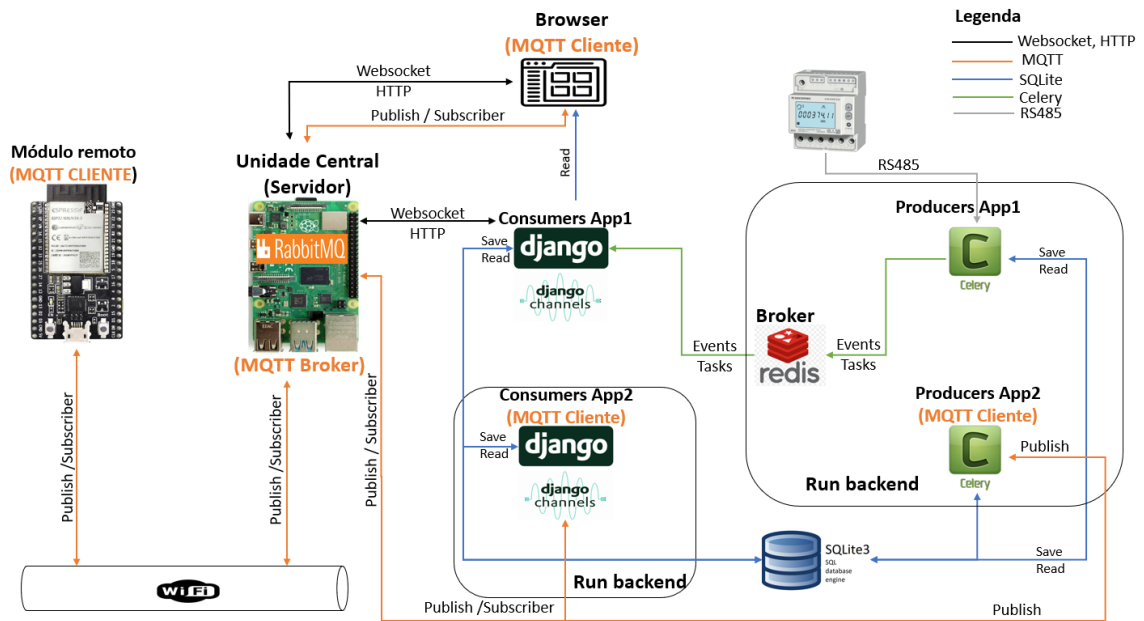 Browser
(MQTT Cliente)
Legenda
Websocket, HTTP
MQTT
SQLite
Celery
RS485
Websocket
HTTP
Publish / Subscriber
Read
RS485
Módulo remoto
(MQTT CLIENTE)
Unidade Central
(Servidor)
RabbitMQ
(MQTT Broker)
Websocket
HTTP
Consumers App1
django
django
channels
Save
Read
Producers App1
Celery
Save
Read
Broker
redis
Events
Tasks
Events
Tasks
Consumers App2
(MQTT Cliente)
django
django
channels
Save
Read
Run backend
Producers App2
(MQTT Cliente)
Celery
Publish
Run backend
SQLite3
SQL
database
engine
Save
Read
Publish /Subscriber
Publish /Subscriber
Publish / Subscriber
Publish /Subscriber
Publish
WiFi